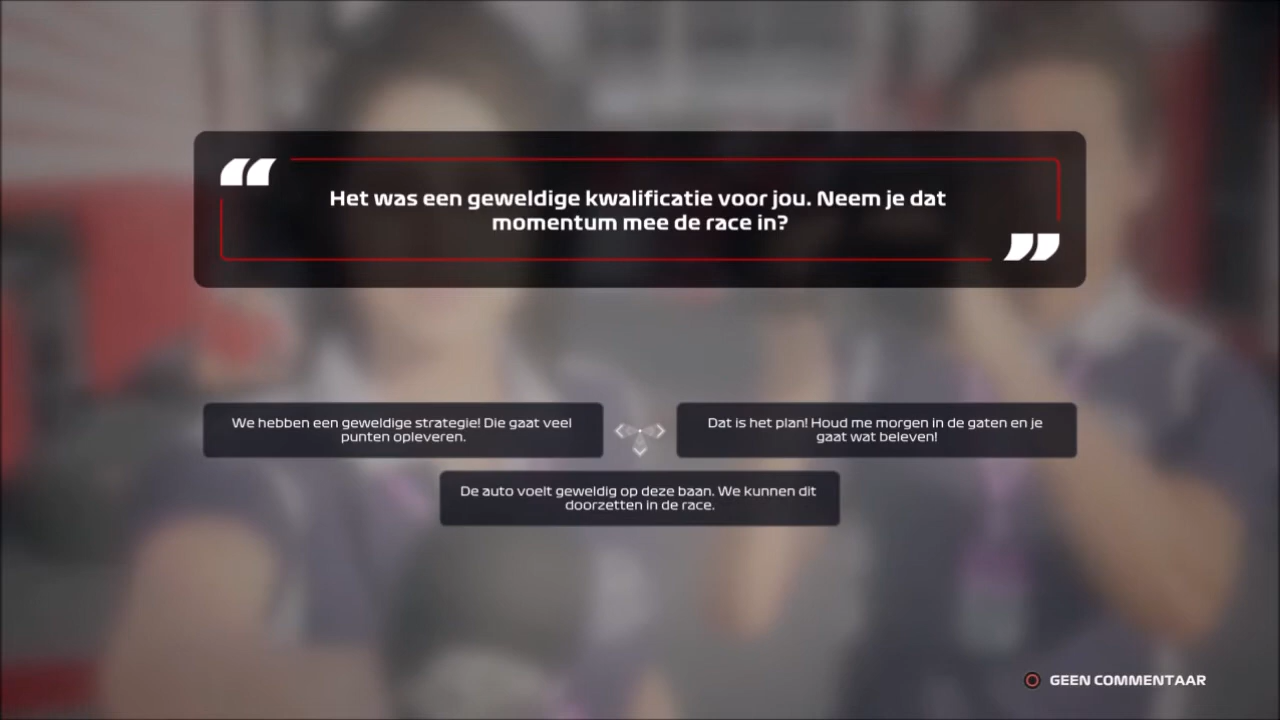 Het was een geweldige kwalificatie voor jou. Neem je dat
momentum mee de race in?
We hebben een geweldige strategie! Die gaat veel
punten opleveren.
Dat is het plan! Houd me morgen in de gaten en je
gaat wat beleven!
De auto voelt geweldig op deze baan. We kunnen dit
doorzetten in de race.
GEEN COMMENTAAR